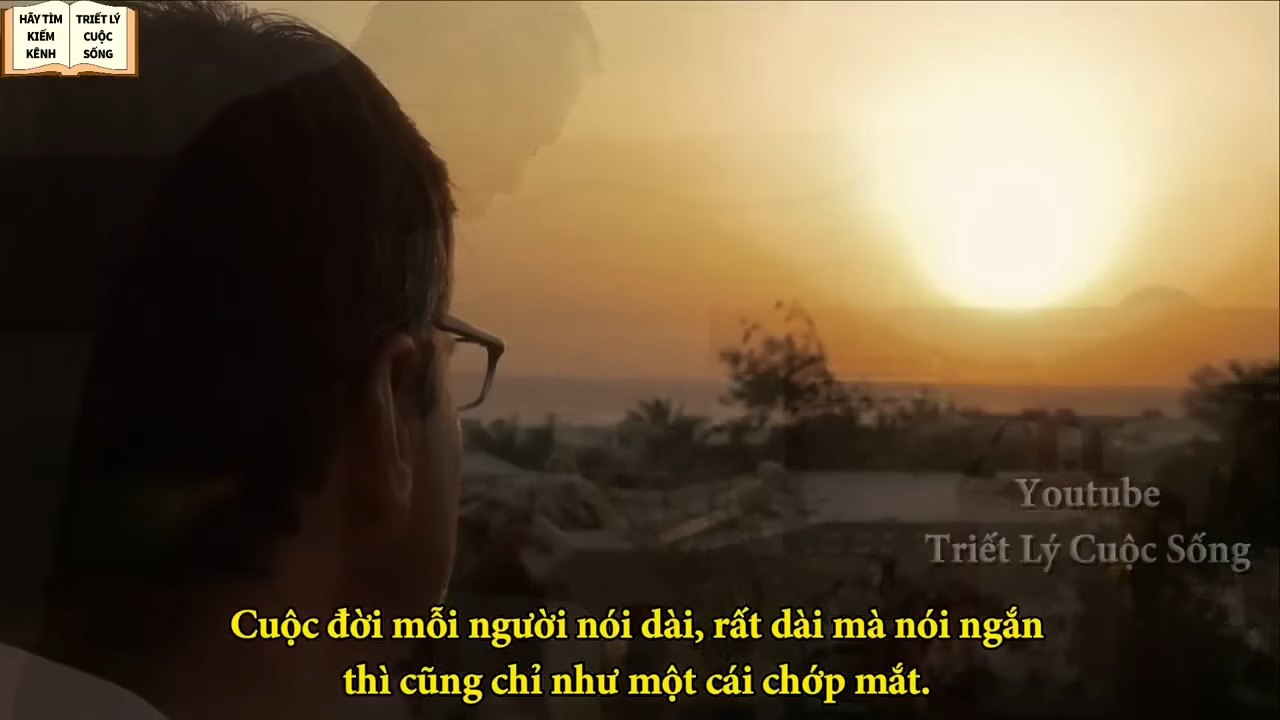 HÃY TÌM
KIẾM
KÊNH
TRIẾT LÝ
CUỘC
SỐNG
Youtube
Triết Lý Cuộc Sống
Cuộc đời mỗi người nói dài, rất dài mà nói ngắn
thì cũng chỉ như một cái chớp mắt.